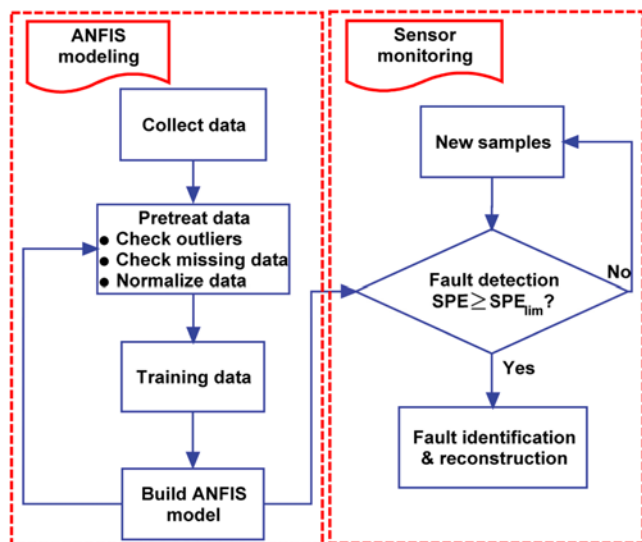 ANFIS
modeling
Collect data
Pretreat data
● Check outliers
● Check missing data
● Normalize data
Training data
Build ANFIS
model
Sensor
monitoring
New samples
Fault detection
SPE≥SPElim?
No
Yes
Fault identification
& reconstruction